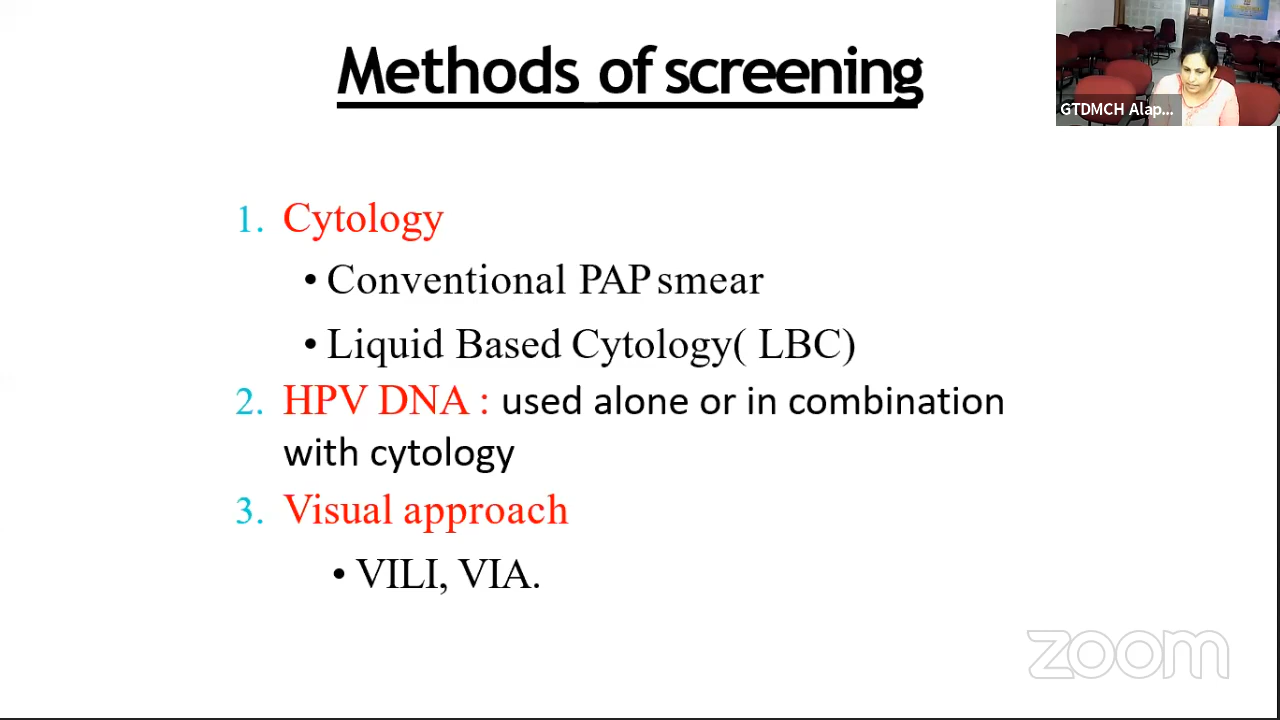 Methods of screening
GTDMCH Alap...
1. Cytology
• Conventional PAP smear
• Liquid Based Cytology( LBC)
2. HPV DNA : used alone or in combination
with cytology
3. Visual approach
• VILI, VIA.
zoom